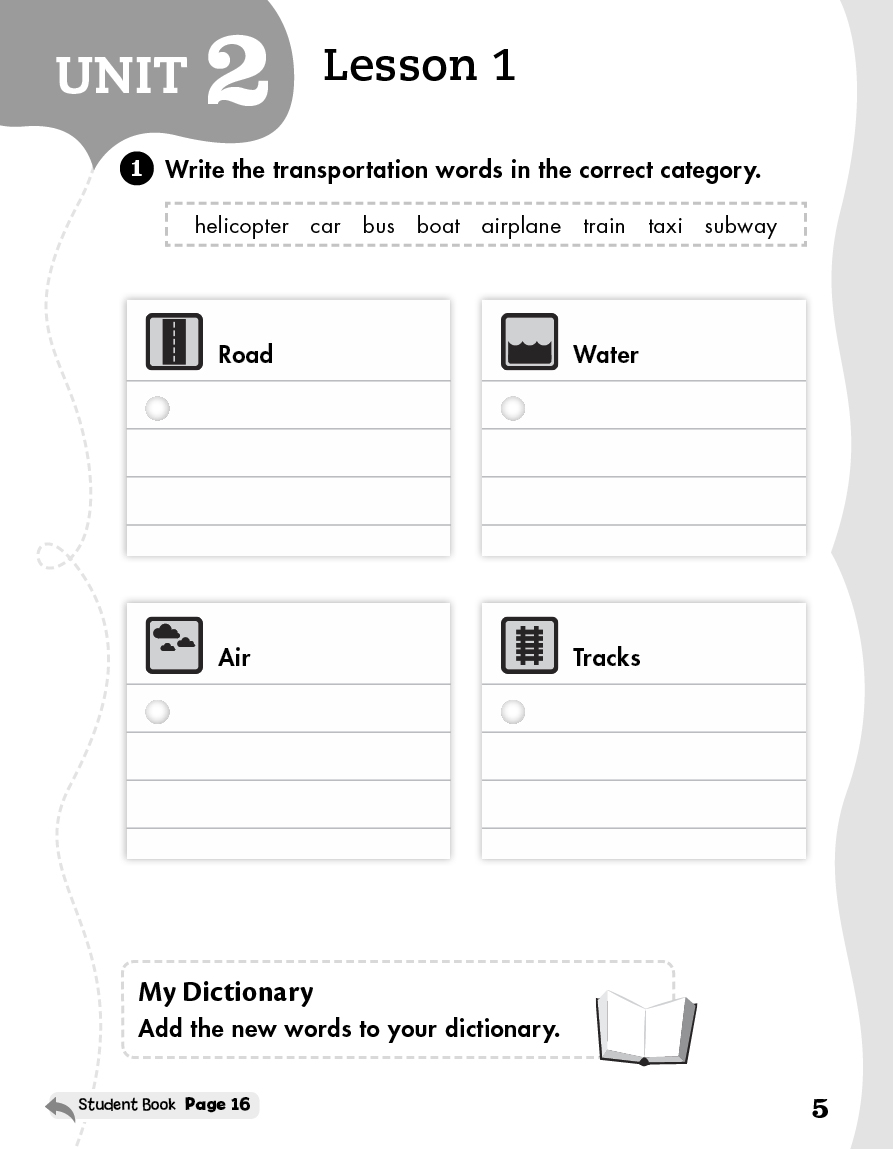 UNIT 2
Lesson 1
1 Write the transportation words in the correct category.
helicopter car bus boat airplane train taxi subway
Road
Water
Air
Tracks
My Dictionary
Add the new words to your dictionary.
Student Book Page 16
5